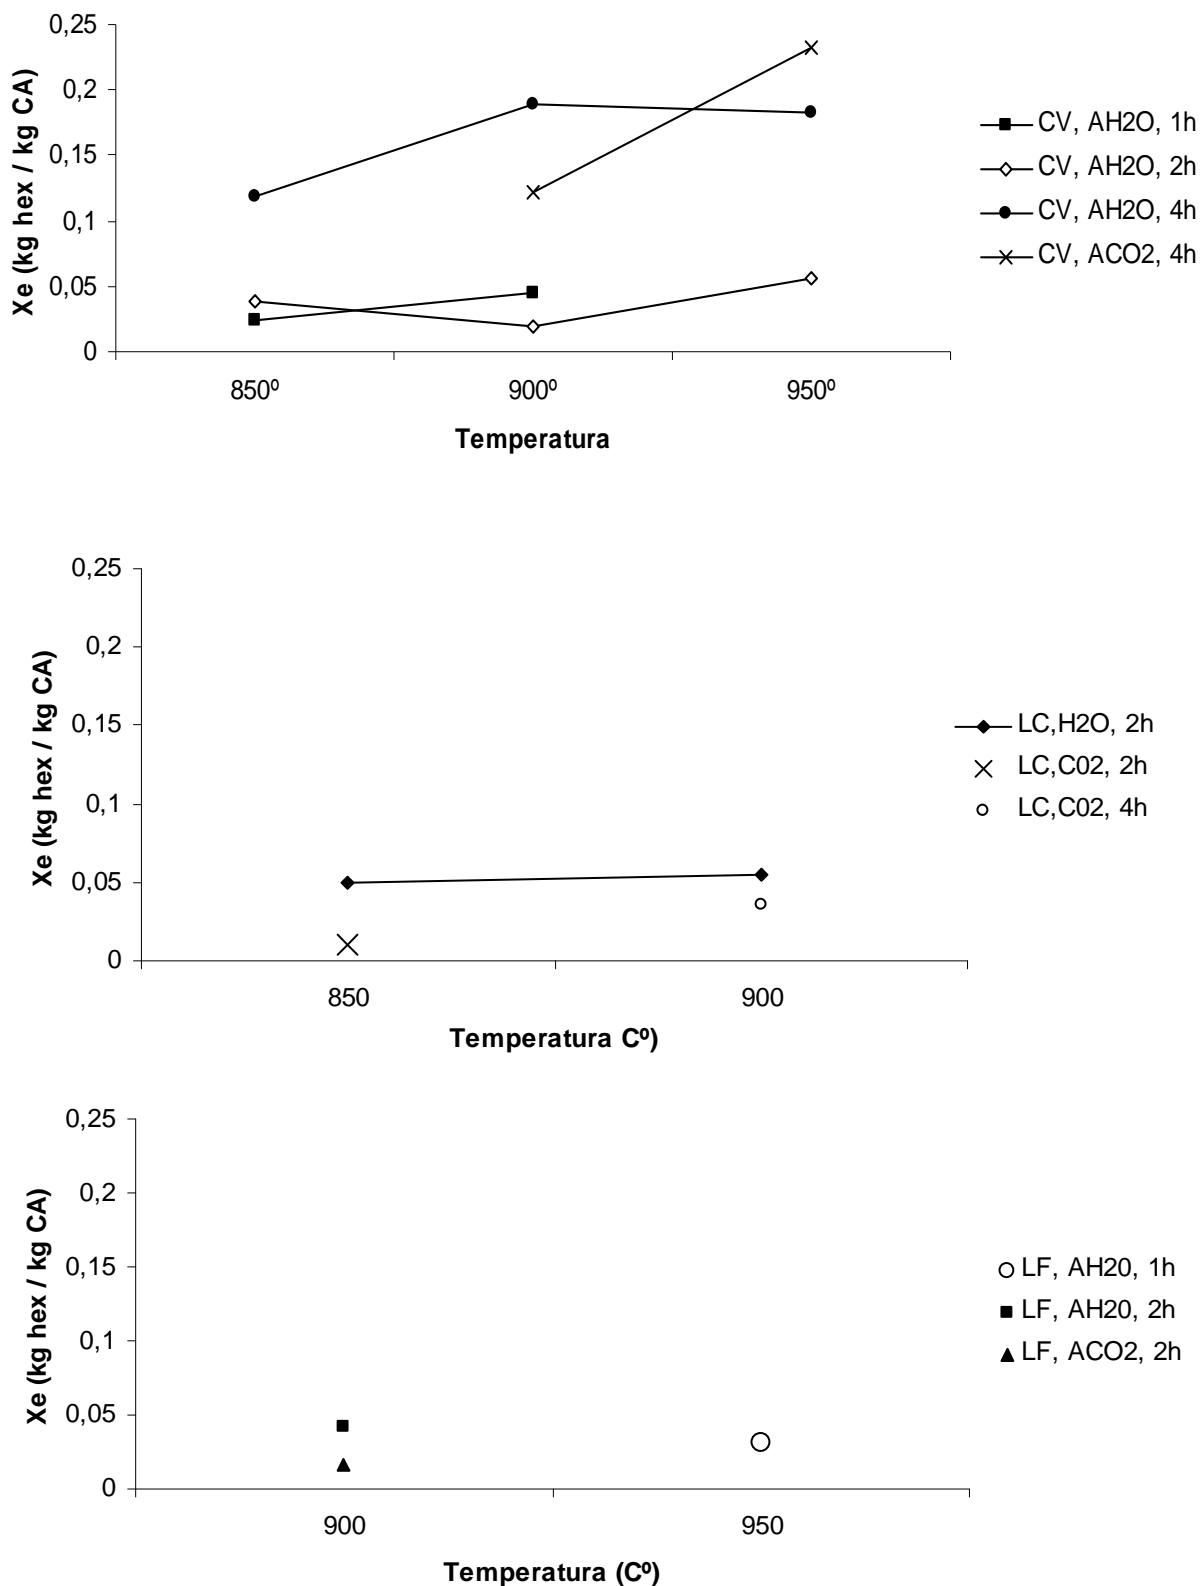 0,25
0,2
0,15
0,1
0,05
0
Xe (kg hex / kg CA)
850º
900º
950º
Temperatura
CV, AH2O, 1h
CV, AH2O, 2h
CV, AH2O, 4h
CV, ACO2, 4h
0,25
0,2
0,15
0,1
0,05
0
Xe (kg hex / kg CA)
850
900
Temperatura Cº)
LC,H2O, 2h
LC,C02, 2h
LC,C02, 4h
0,25
0,2
0,15
0,1
0,05
0
Xe (kg hex / kg CA)
900
950
Temperatura (Cº)
LF, AH20, 1h
LF, AH20, 2h
LF, ACO2, 2h